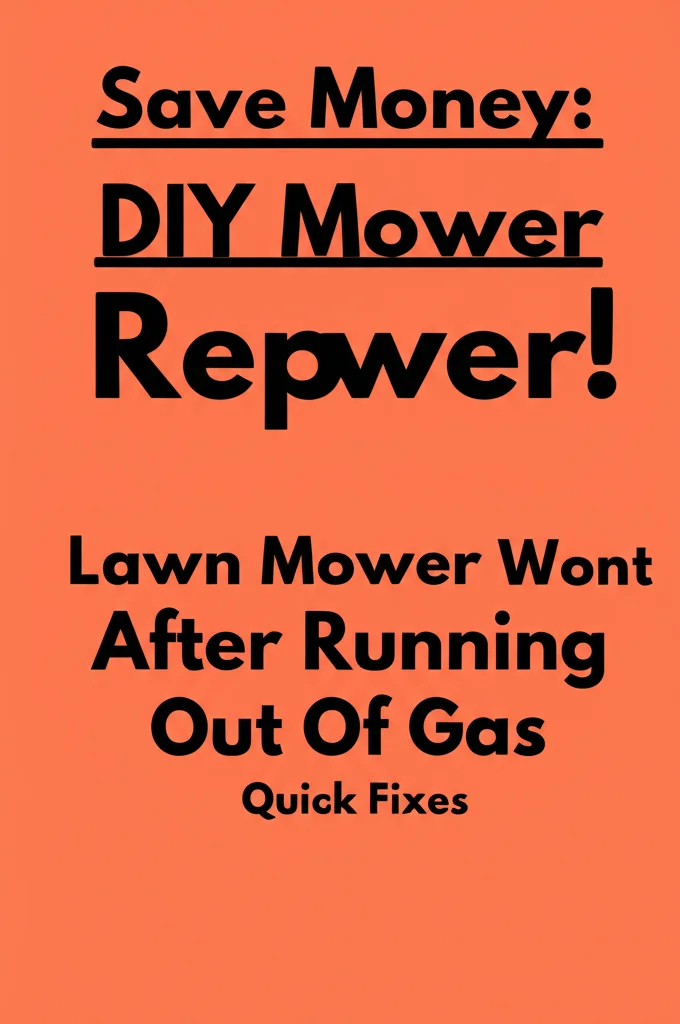 Save Money:
DIY Mower
Repwer!
Lawn Mower Wont
After Running
Out Of Gas
Quick Fixes